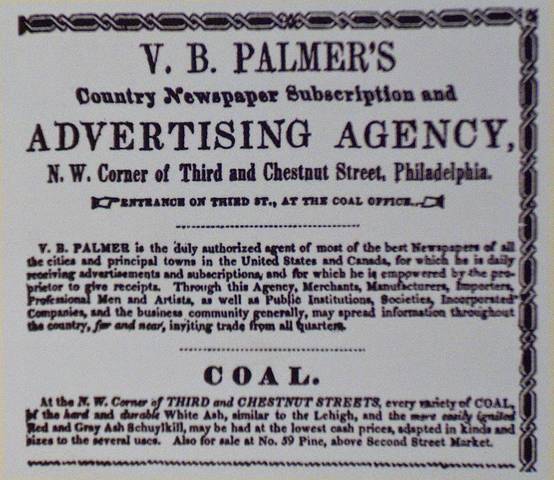 V. B. PALMER'S
Country Newspaper Subscription and
ADVERTISING AGENCY,
N. W. Corner of Third and Chestnut Street, Philadelphia.
ENTRANCE ON THIRD ST., AT THE COAL OFFICE.
V. B. PALMER is the duly authorized agent of most of the best Newspapers of all
the cities and principal towns in the United States and Canada, for which he is daily
receiving advertisements and subscriptions, and for which he is empowered by the pro-
prietor to give receipts. Through this Agency, Merchants, Manufacturers, Importers,
Professional Men and Artists, as well as Public Institutions, Societies, Incorporated
Companies, and the business community generally, may spread information throughout
the country, far and near, inviting trade from all quarters.
COAL.
At the N. W. Corner of THIRD and CHESTNUT STREETS, every variety of COAL,
of the hard and durable White Ash, similar to the Lehigh, and the more easily ignited
Red and Gray Ash Schuylkill, may be had at the lowest cash prices, adapted in kinds and
sizes to the several uses. Also for sale at No. 59 Pine, above Second Street Market.